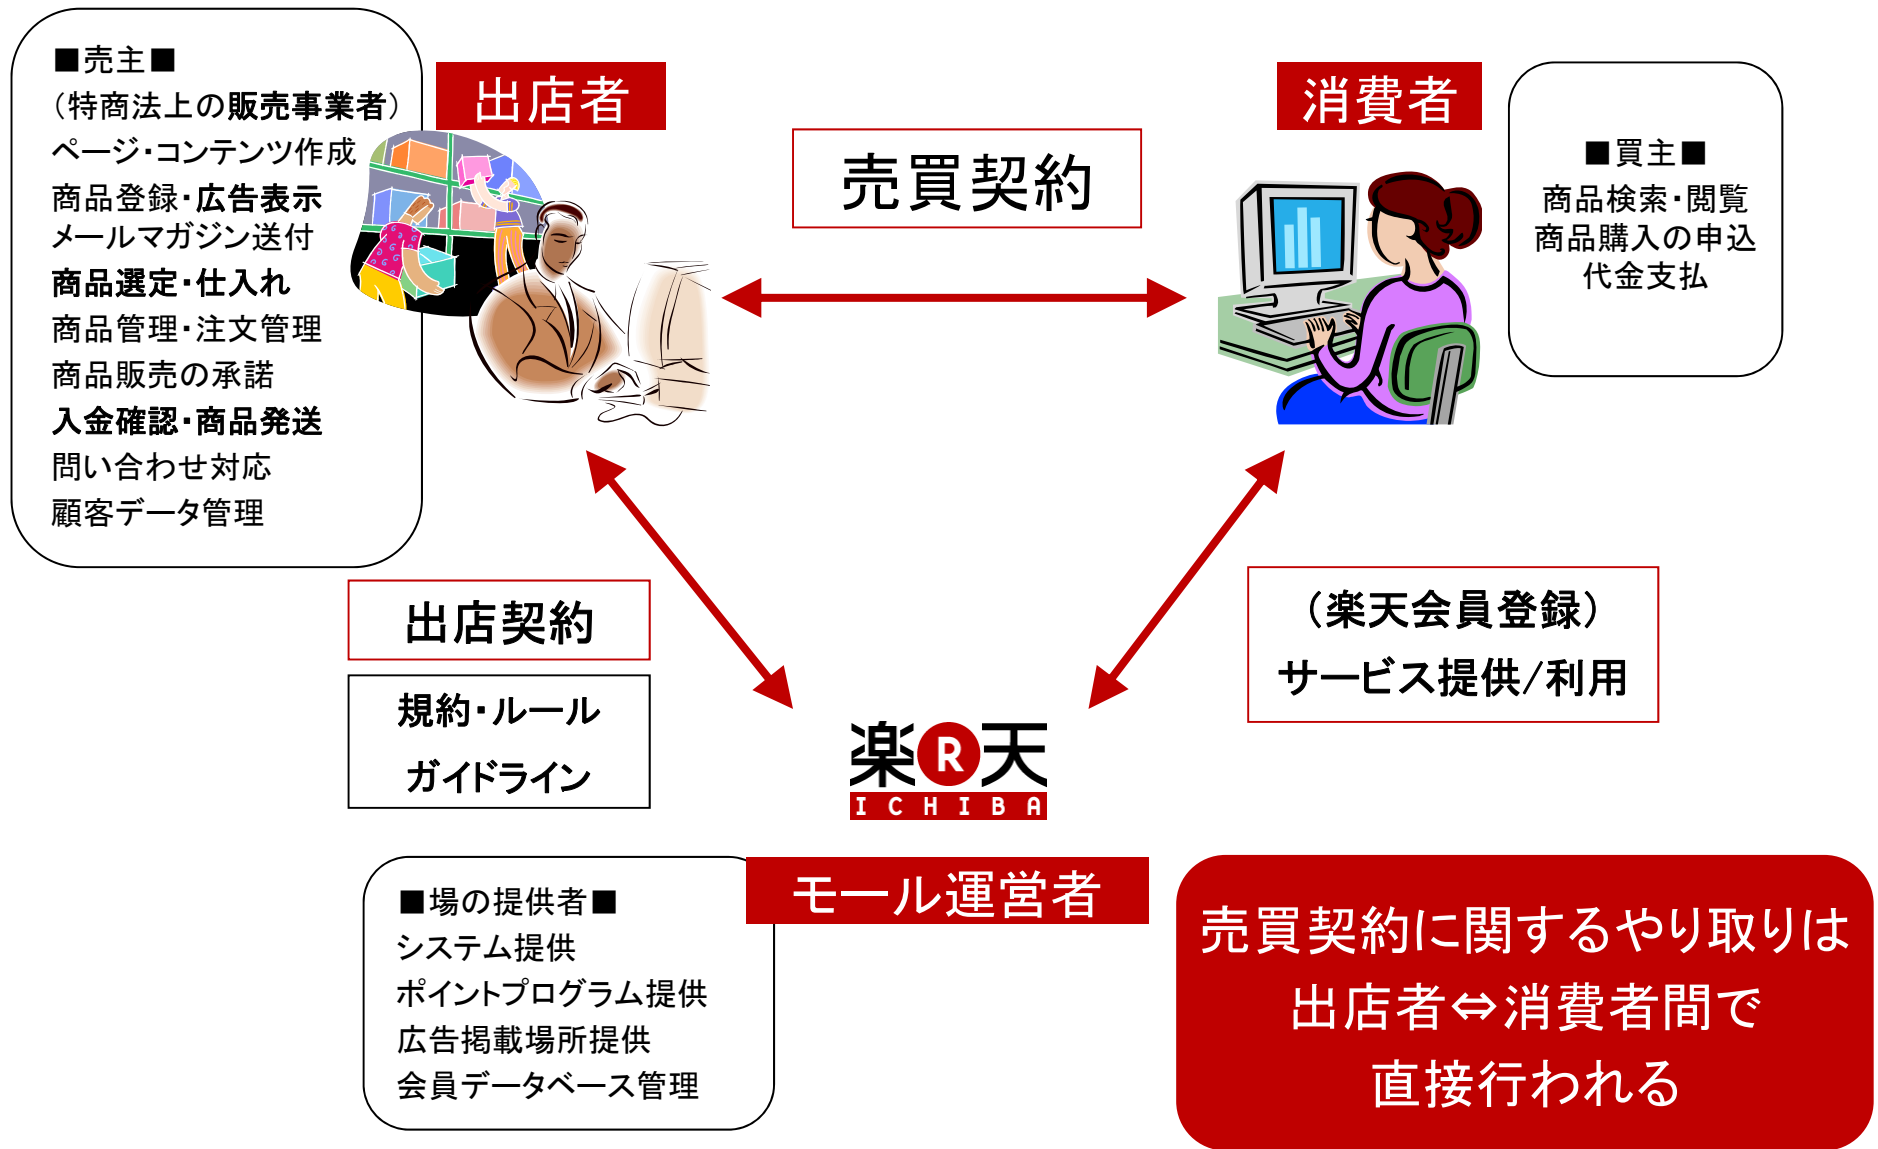 ■売主■
（特商法上の販売事業者）
ページ・コンテンツ作成
商品登録・広告表示
メールマガジン送付
商品選定・仕入れ
商品管理・注文管理
商品販売の承諾
入金確認・商品発送
問い合わせ対応
顧客データ管理
出店者
売買契約
消費者
■買主■
商品検索・閲覧
商品購入の申込
代金支払
出店契約
規約・ルール
ガイドライン
（楽天会員登録）
サービス提供/利用
楽R天
ICHIBA
モール運営者
■場の提供者■
システム提供
ポイントプログラム提供
広告掲載場所提供
会員データベース管理
売買契約に関するやり取りは
出店者⇔消費者間で
直接行われる